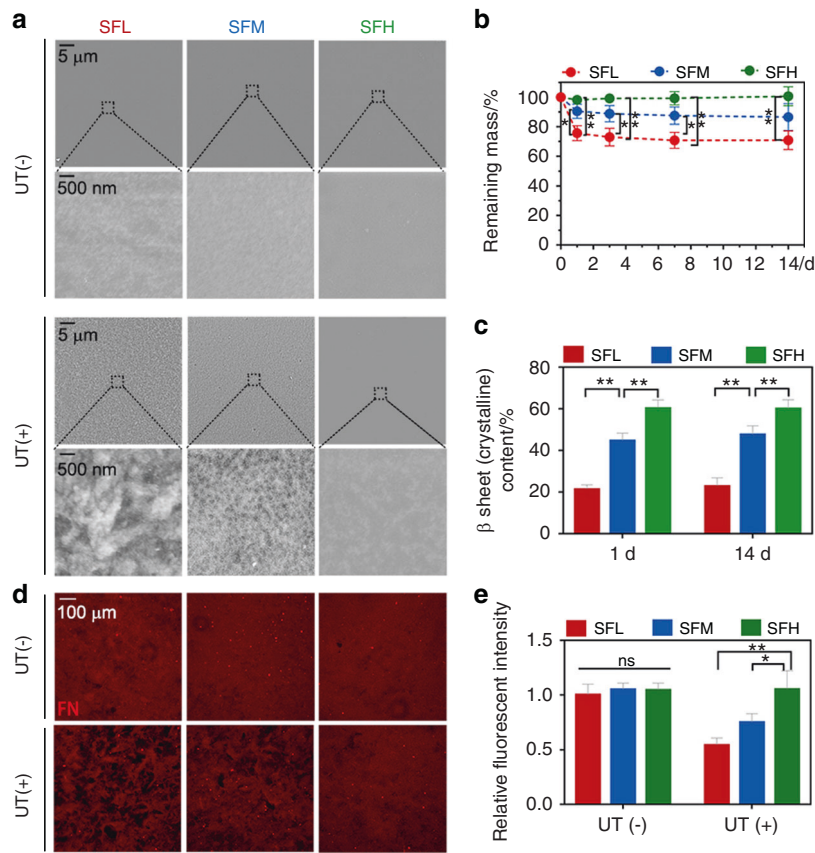 a
SFL SFM SFH
5 μm
UT(-)
500 nm
5 μm
UT(+)
500 nm
b
SFL SFM SFH
Remaining mass/%
100
80
60
40
20
0
* ** * ** * ** **
0 2 4 6 8 10 12 14/d
c
SFL SFM SFH
β sheet (crystalline)
content/%
80
60
40
20
0
** ** ** **
1 d 14 d
d
100 μm
UT(-)
FN
UT(+)
e
SFL SFM SFH
Relative fluorescent intensity
1.5
1.0
0.5
0.0
ns
**
*
UT (-) UT (+)